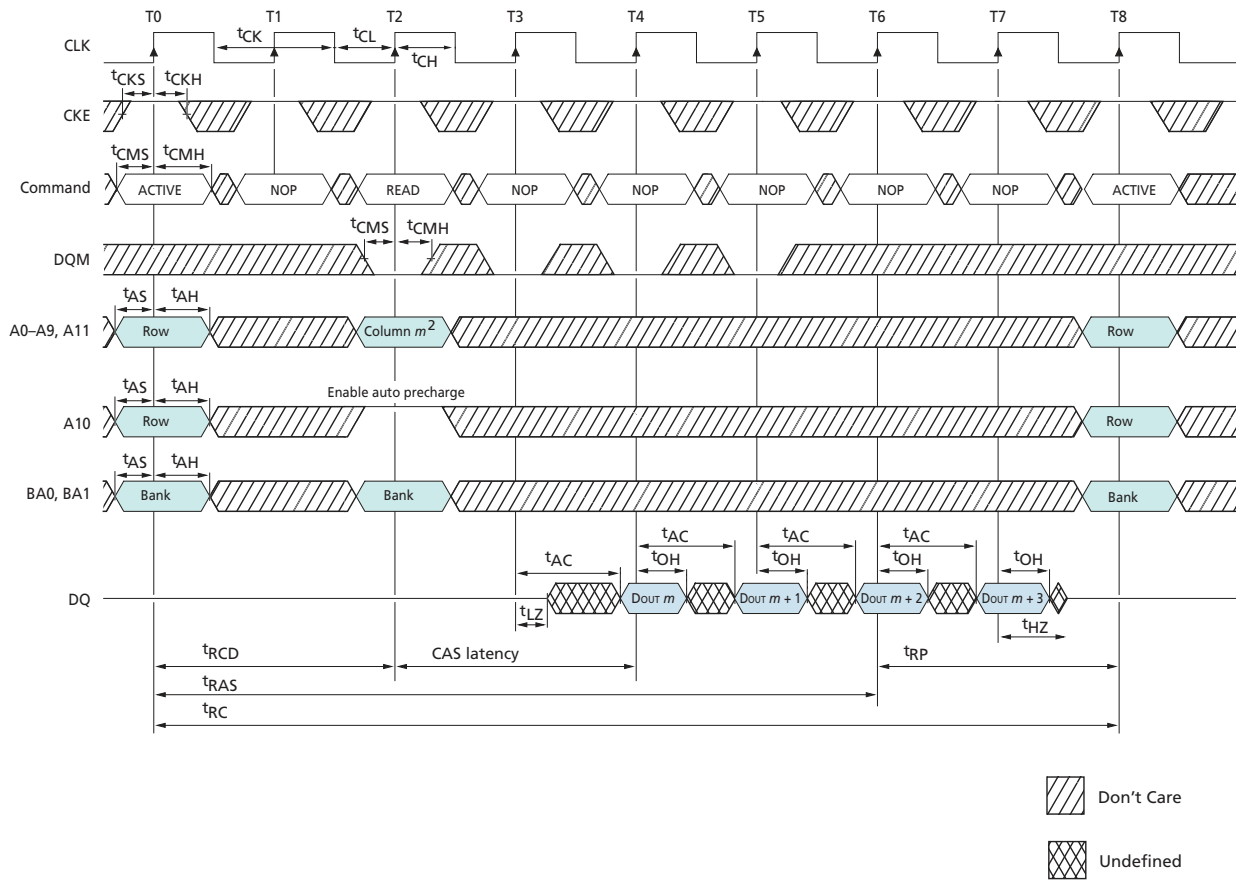 T0 T1 T2 T3 T4 T5 T6 T7 T8
CLK
tCK tCL
tCH
tCKS tCKH
CKE
tCMS tCMH
Command ACTIVE NOP READ NOP NOP NOP NOP NOP ACTIVE
tCMS tCMH
DQM
tAS tAH
A0–A9, A11 Row Column m2 Row
tAS tAH
Enable auto precharge
A10 Row Row
tAS tAH
BA0, BA1 Bank Bank Bank
tAC tAC tAC
tAC tOH tOH tOH tOH
DQ DOUT m DOUT m + 1 DOUT m + 2 DOUT m + 3
tLZ tHZ
tRCD CAS latency tRP
tRAS
tRC
Don't Care
Undefined